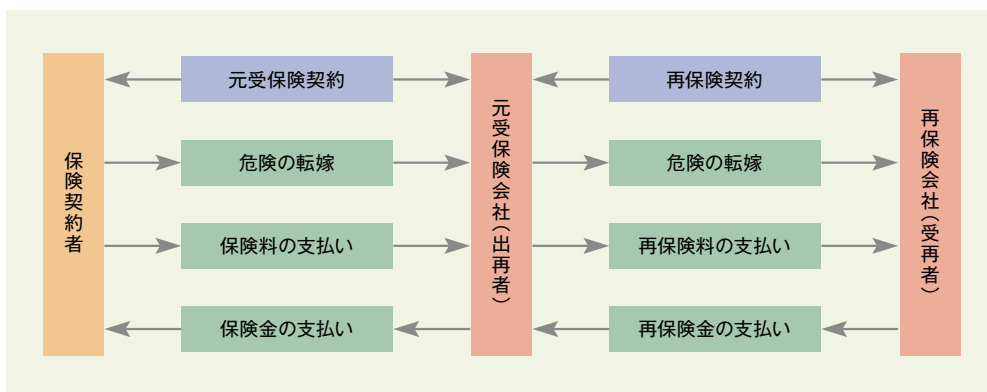 保険契約者
元受保険契約
危険の転嫁
保険料の支払い
保険金の支払い
元受保険会社（出再者）
再保険契約
危険の転嫁
再保険料の支払い
再保険金の支払い
再保険会社（受再者）